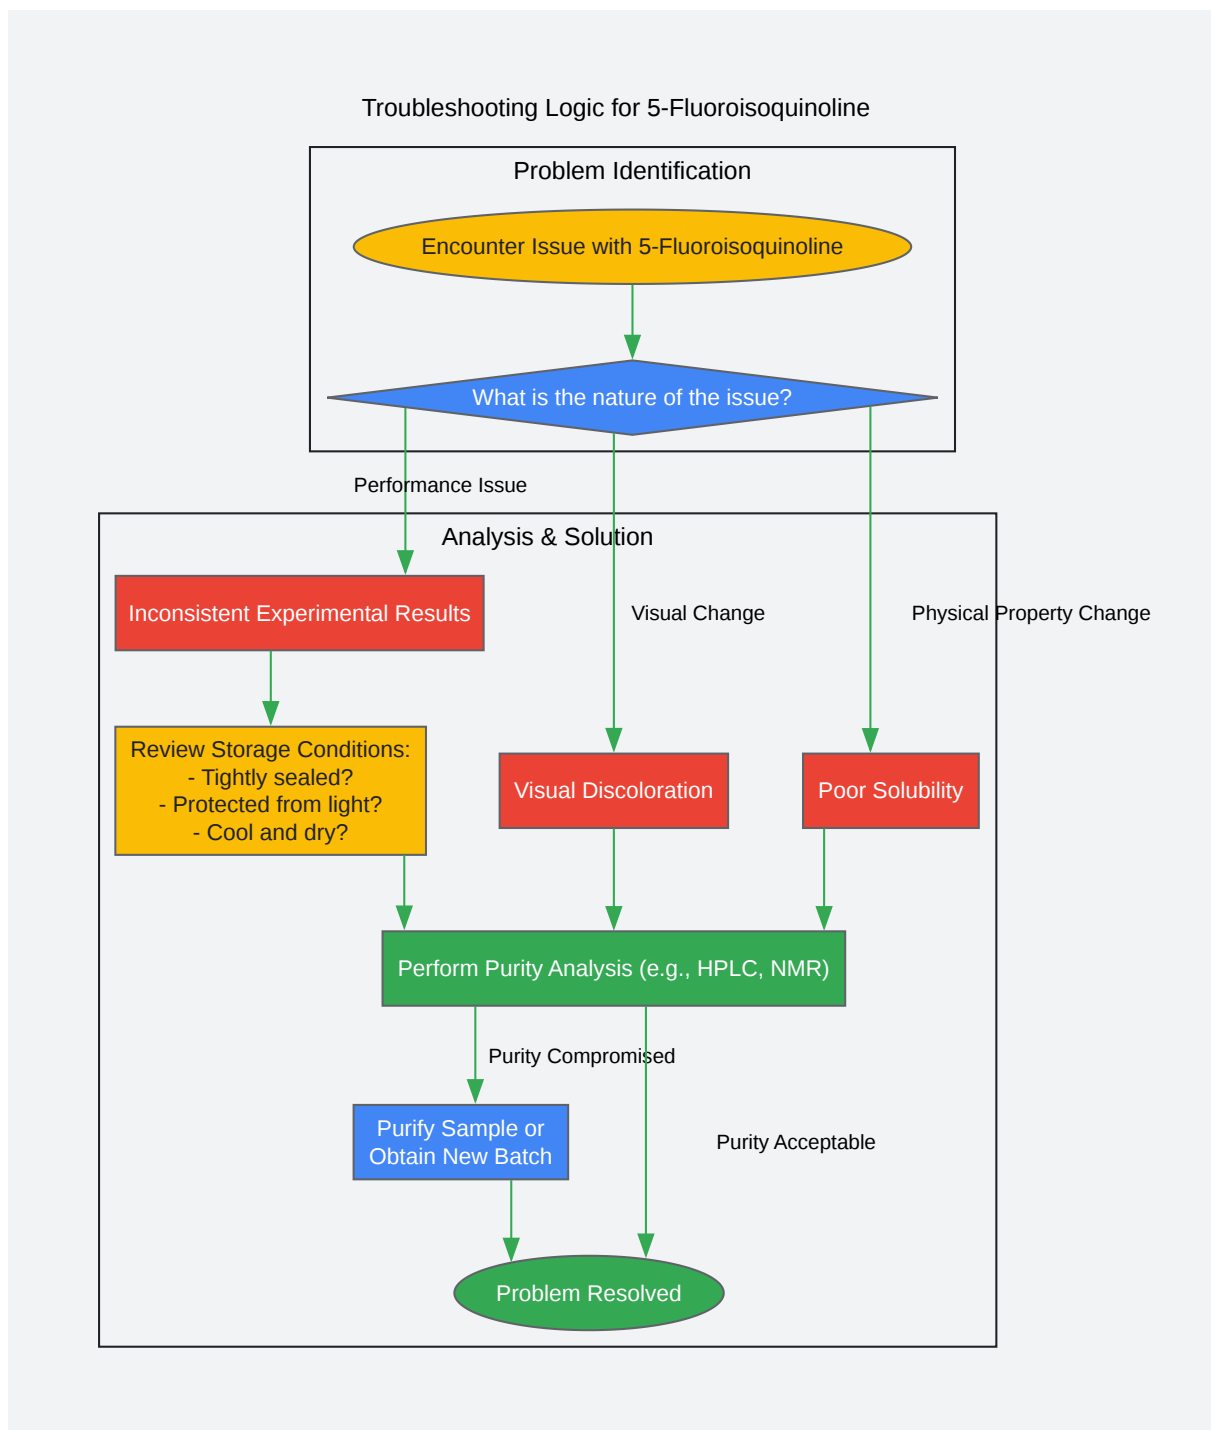 Troubleshooting Logic for 5-Fluoroisoquinoline
Problem Identification
Encounter Issue with 5-Fluoroisoquinoline
What is the nature of the issue?
Performance Issue
Analysis & Solution
Inconsistent Experimental Results
Visual Change
Physical Property Change
Review Storage Conditions:
- Tightly sealed?
- Protected from light?
- Cool and dry?
Visual Discoloration
Poor Solubility
Perform Purity Analysis (e.g., HPLC, NMR)
Purity Compromised
Purify Sample or
Obtain New Batch
Purity Acceptable
Problem Resolved